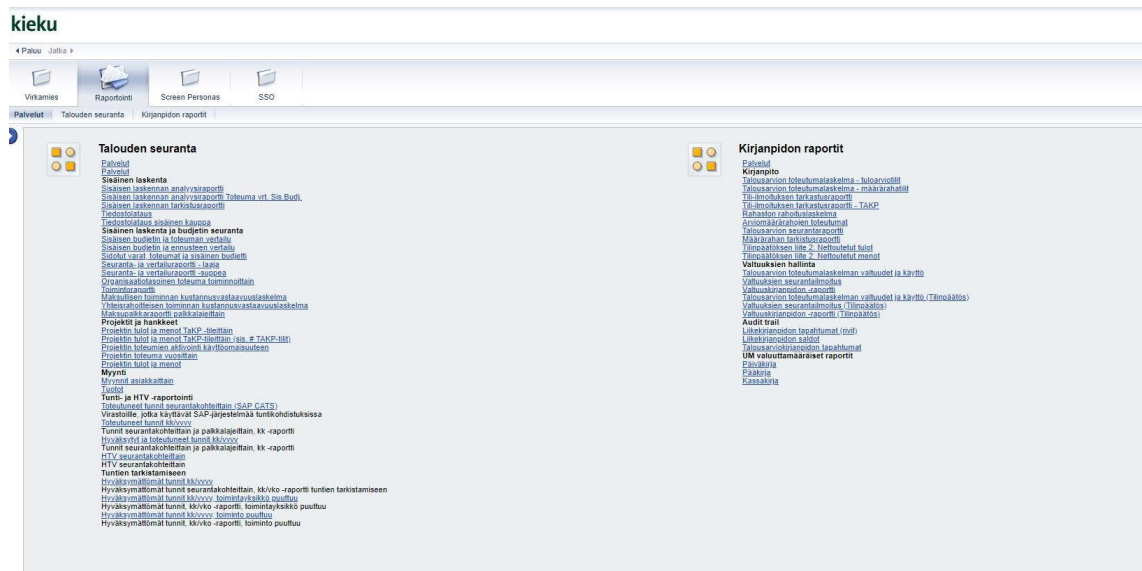 kieku
Paluu Jatka
Virkamies Raportointi Screen Personas SSO
Palvelut Talouden seuranta Kirjanpidon raportit
Talouden seuranta
Palvelut
Palvelut
Sisäinen laskenta
Sisäisen laskennan analyysiraportti
Sisäisen laskennan analyysiraportti Toteuma vrt. Sis.Budj.
Sisäisen laskennan tarkistusraportti
Tiedostolataus
Tiedostolataus sisäinen kauppa
Sisäinen laskenta ja budjetin seuranta
Sisäisen budjetin ja toteuman vertailu
Sisäisen budjetin ja ennusteen vertailu
Sidotut varat, toteumat ja sisäinen budjetti
Seuranta- ja vertailuraportti - laaja
Seuranta- ja vertailuraportti -suppea
Organisaatiotasoinen toteuma toiminnoittain
Toimintoraportti
Maksullisen toiminnan kustannusvastaavuuslaskelma
Yhteisrahoitteisen toiminnan kustannusvastaavuuslaskelma
Maksupalkkaraportti palkkalajeittain
Projektit ja hankkeet
Projektin tulot ja menot TaKP -tileittäin
Projektin tulot ja menot TaKP-tileittäin (sis. # TAKP-tilit)
Projektin toteumien aktivointi käyttöomaisuuteen
Projektin toteuma vuosittain
Projektin tulot ja menot
Myynti
Myynnit asiakkaittain
Tuotot
Tunti- ja HTV -raportointi
Toteutuneet tunnit seurantakohteittain (SAP CATS)
Virastoille, jotka käyttävät SAP-järjestelmää tuntikohdistuksissa
Toteutuneet tunnit kk/vvvv
Tunnit seurantakohteittain ja palkkalajeittain, kk -raportti
Hyväksytyt ja toteutuneet tunnit kk/vvvv
Tunnit seurantakohteittain ja palkkalajeittain, kk -raportti
HTV seurantakohteittain
HTV seurantakohteittain
Tuntien tarkistamiseen
Hyväksymättömät tunnit kk/vvvv
Hyväksymättömät tunnit seurantakohteittain, kk/vko -raportti tuntien tarkistamiseen
Hyväksymättömät tunnit kk/vvvv, toimintayksikkö puuttuu
Hyväksymättömät tunnit, kk/vko -raportti, toimintayksikkö puuttuu
Hyväksymättömät tunnit kk/vvvv, toiminto puuttuu
Hyväksymättömät tunnit, kk/vko -raportti, toiminto puuttuu
Kirjanpidon raportit
Palvelut
Kirjanpito
Talousarvion toteutumalaskelma - tuloarviotilit
Talousarvion toteutumalaskelma - määrärahatilit
Tili-ilmoituksen tarkastusraportti
Tili-ilmoituksen tarkastusraportti - TAKP
Rahaston rahoituslaskelma
Arviomäärärahojen toteutumat
Talousarvion seurantaraportti
Määrärahan tarkistusraportti
Tilinpäätöksen liite 2: Nettoutetut tulot
Tilinpäätöksen liite 2: Nettoutetut menot
Valtuuksien hallinta
Talousarvion toteutumalaskelman valtuudet ja käyttö
Valtuuksien seurantailmoitus
Valtuuskirjanpidon -raportti
Talousarvion toteutumalaskelman valtuudet ja käyttö (Tilinpäätös)
Valtuuksien seurantailmoitus (Tilinpäätös)
Valtuuskirjanpidon -raportti (Tilinpäätös)
Audit trail
Liikekirjanpidon tapahtumat (rivit)
Liikekirjanpidon saldot
Talousarviokirjanpidon tapahtumat
UM valuuttamääräiset raportit
Päiväkirja
Pääkirja
Kassakirja